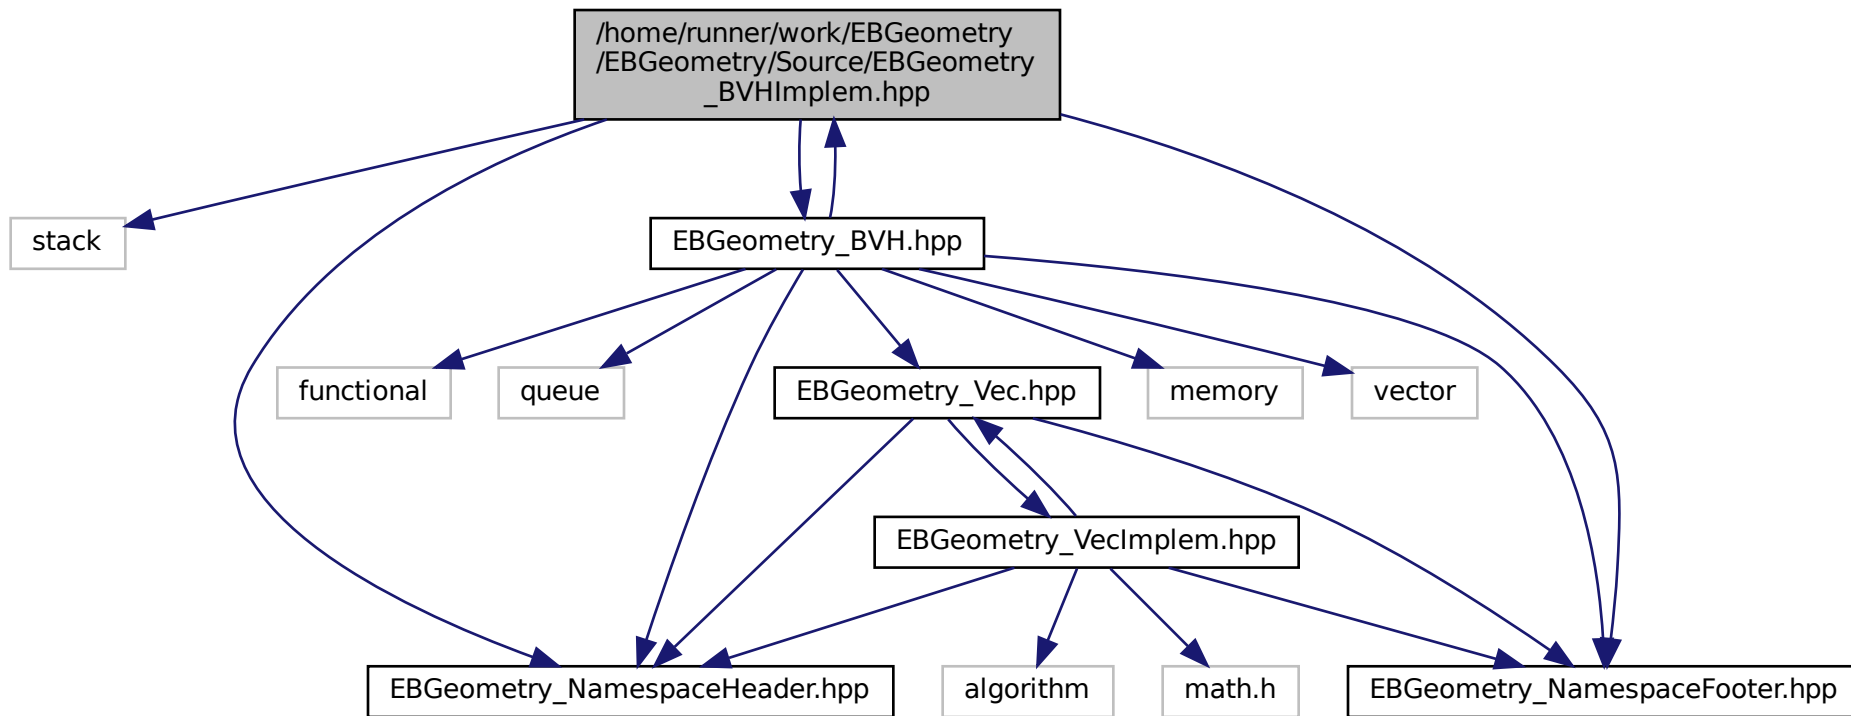 /home/runner/work/EBGeometry
/EBGeometry/Source/EBGeometry
_BVHImplem.hpp
stack
EBGeometry_BVH.hpp
functional
queue
EBGeometry_Vec.hpp
memory
vector
EBGeometry_VecImplem.hpp
EBGeometry_NamespaceHeader.hpp
algorithm
math.h
EBGeometry_NamespaceFooter.hpp